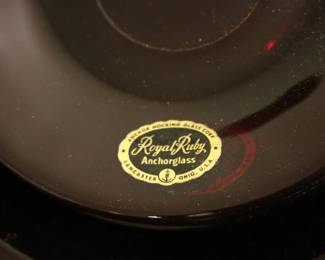 ANCHOR HOCKING GLASS CORP.
Royal Ruby
Anchorglass
LANCASTER OHIO, U.S.A.